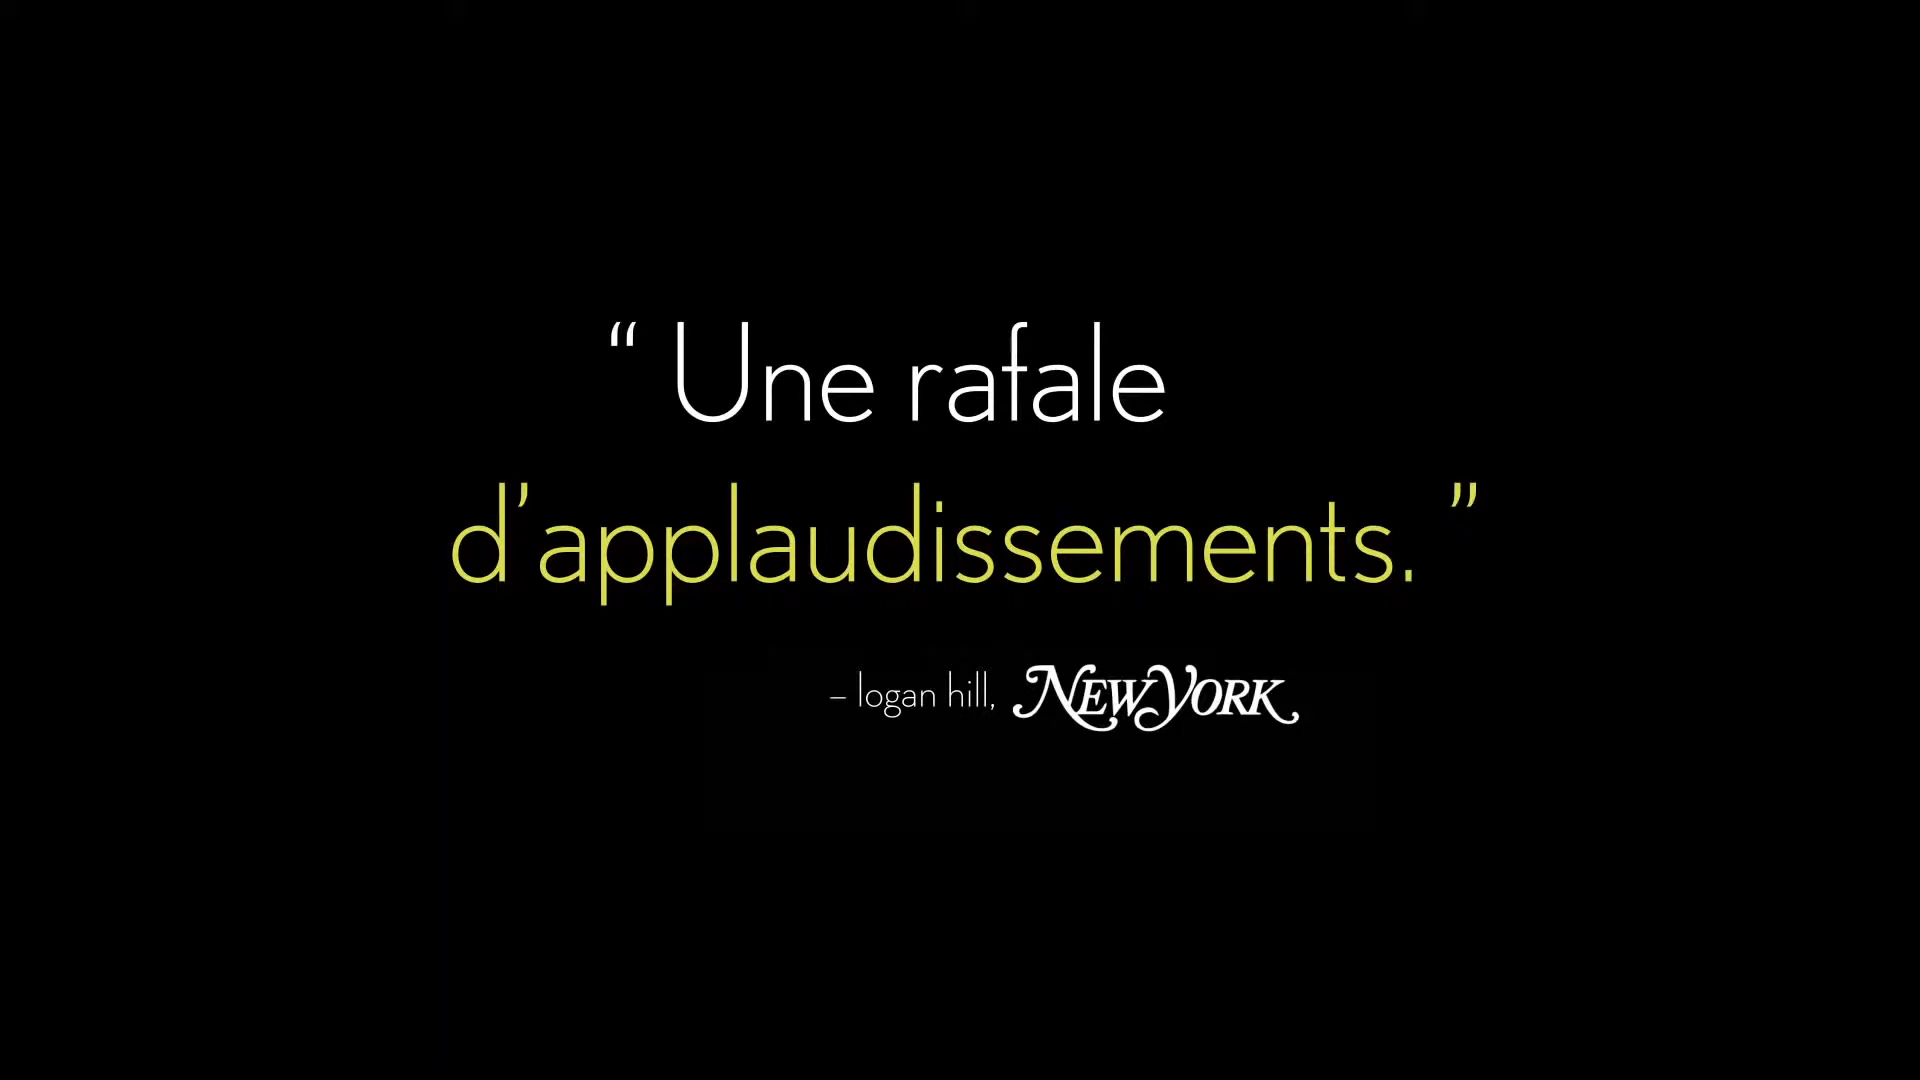 “ Une rafale
d’applaudissements. ”
– logan hill, NEW YORK